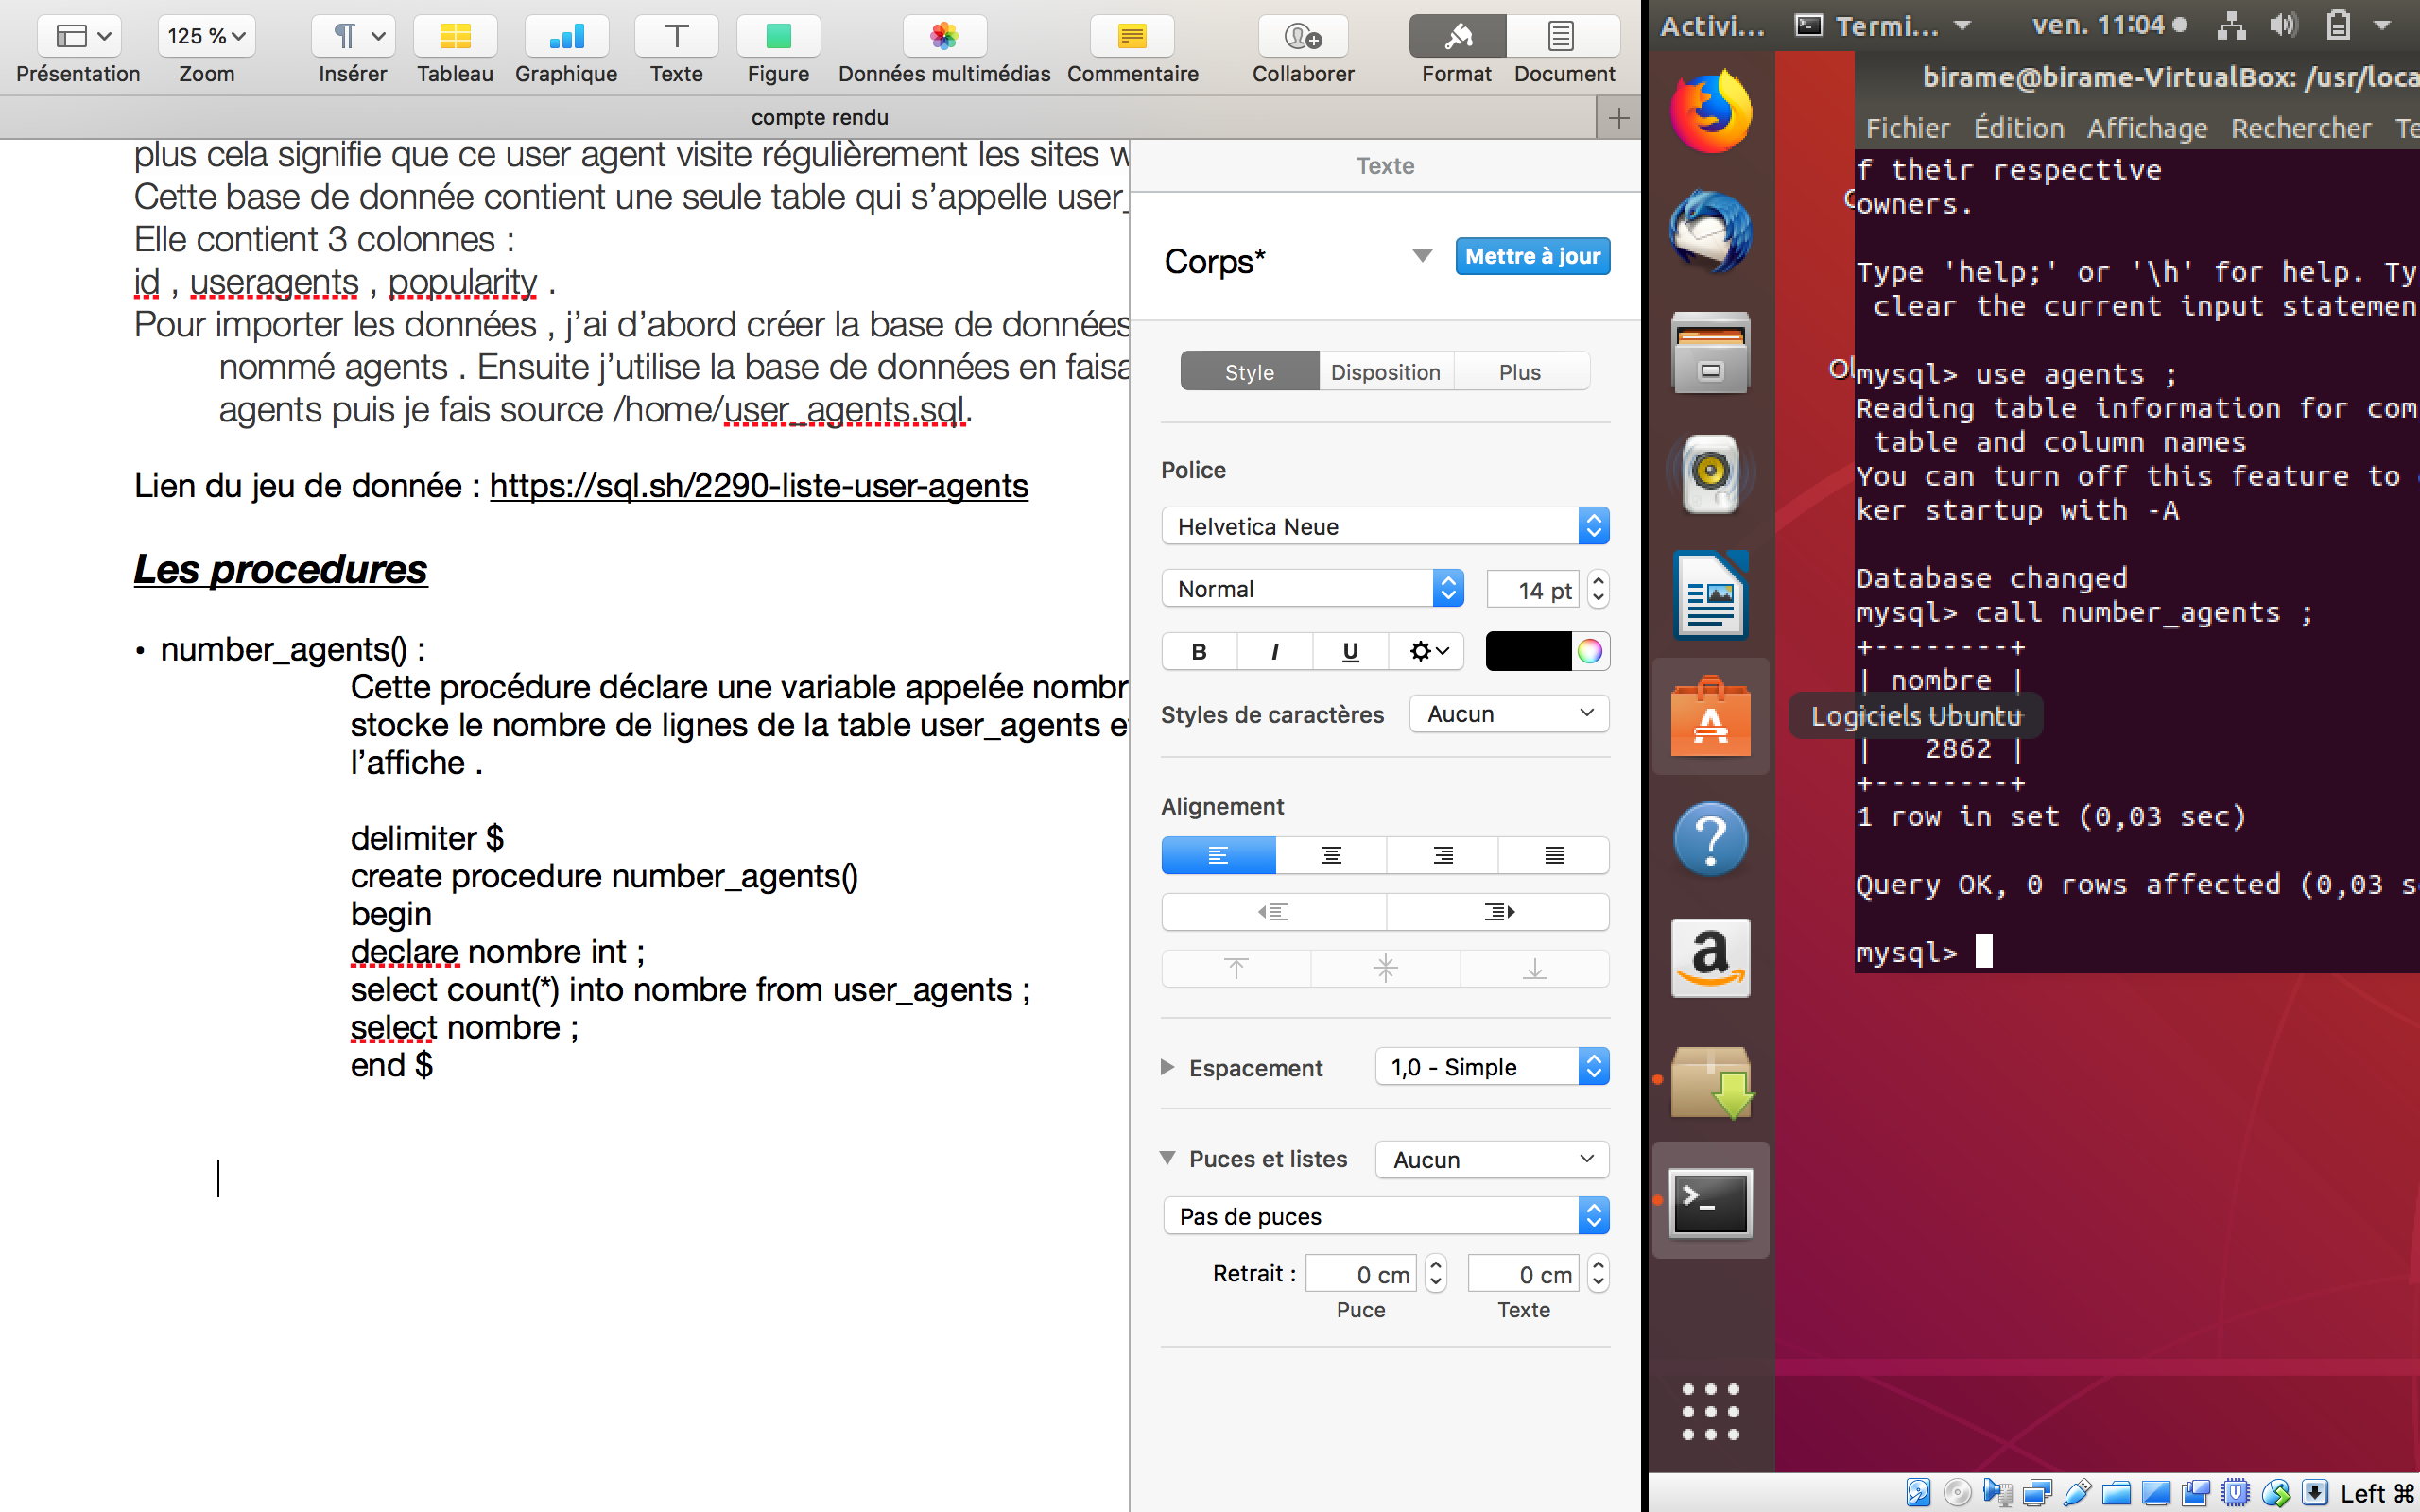 Présentation
125 %
Zoom
Insérer
Tableau
Graphique
Texte
Figure
Données multimédias
Commentaire
Collaborer
Format
Document
compte rendu
plus cela signifie que ce user agent visite régulièrement les sites w
Cette base de donnée contient une seule table qui s’appelle user_
Elle contient 3 colonnes :
id , useragents , popularity .
Pour importer les données , j’ai d’abord créer la base de données
nommé agents . Ensuite j’utilise la base de données en faisa
agents puis je fais source /home/user_agents.sql.
Lien du jeu de donnée : https://sql.sh/2290-liste-user-agents
Les procedures
• number_agents() :
Cette procédure déclare une variable appelée nombr
stocke le nombre de lignes de la table user_agents e
l’affiche .
delimiter $
create procedure number_agents()
begin
declare nombre int ;
select count(*) into nombre from user_agents ;
select nombre ;
end $
Texte
Corps*
Mettre à jour
Style
Disposition
Plus
Police
Helvetica Neue
Normal
14 pt
B
I
U
Styles de caractères
Aucun
Alignement
Espacement
1,0 - Simple
Puces et listes
Aucun
Pas de puces
Retrait :
0 cm
0 cm
Puce
Texte
Activi...
Termi...
ven. 11:04
birame@birame-VirtualBox: /usr/loca
Fichier Édition Affichage Rechercher Te
f their respective
owners.
Type 'help;' or '\h' for help. Ty
clear the current input statemen
mysql> use agents ;
Reading table information for com
table and column names
You can turn off this feature to
ker startup with -A
Database changed
mysql> call number_agents ;
+--------+
| nombre |
Logiciels Ubuntu
| 2862 |
+--------+
1 row in set (0,03 sec)
Query OK, 0 rows affected (0,03 s
mysql>
Left ⌘